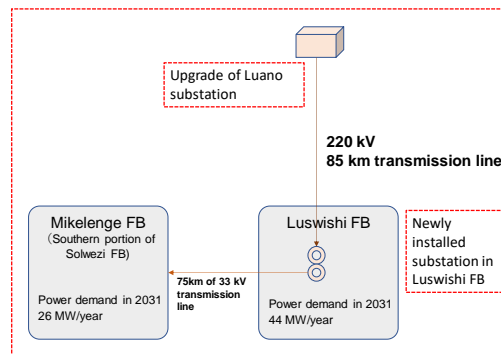 Upgrade of Luano
substation
220 kV
85 km transmission line
Mikelenge FB
(Southern portion of
Solwezi FB)
Power demand in 2031
26 MW/year
75km of 33 kV
transmission
line
Luswishi FB
Power demand in 2031
44 MW/year
Newly
installed
substation in
Luswishi FB